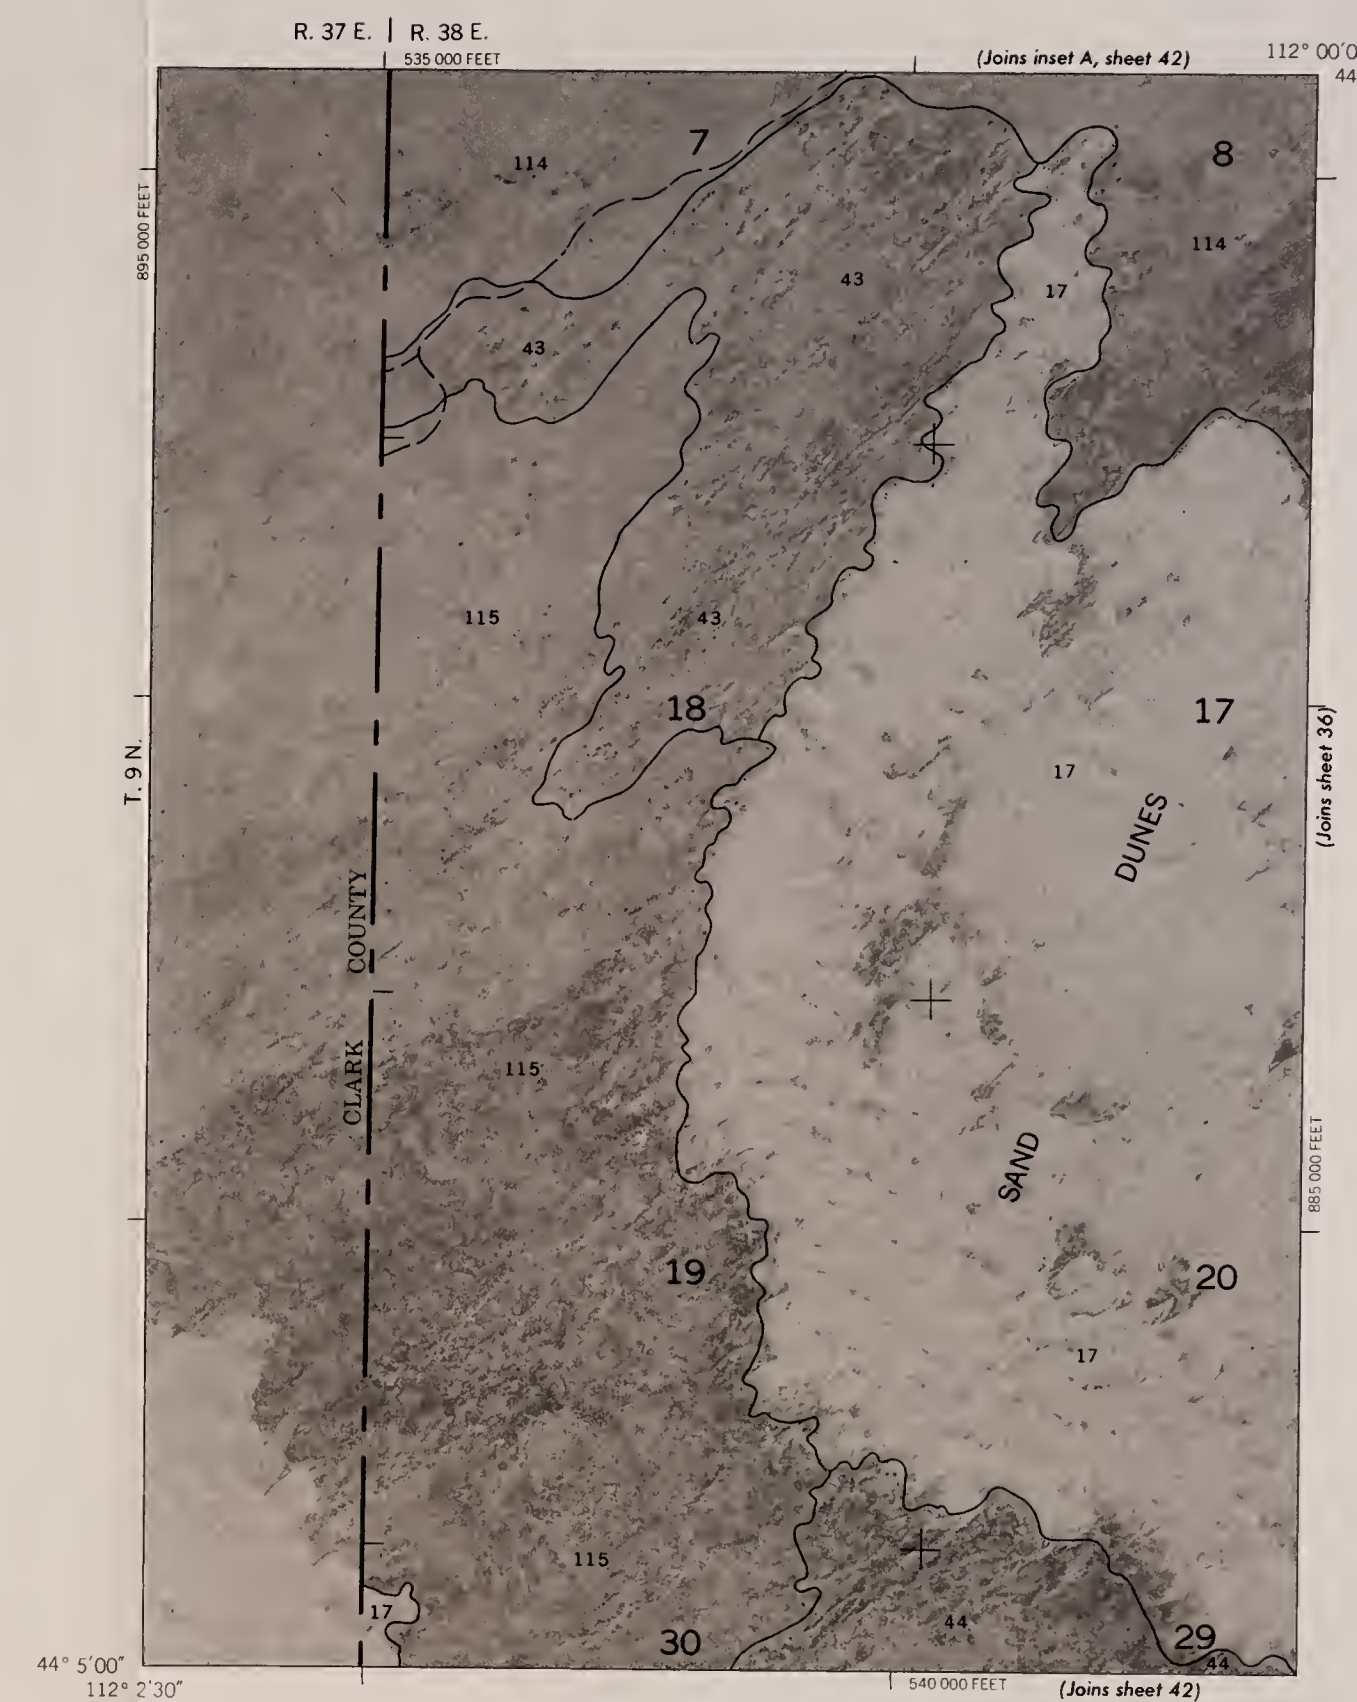 R. 37 E. | R. 38 E.
535 000 FEET
(Joins inset A, sheet 42)
112° 00′0
44
7
8
114
895 000 FEET
114
43
17
43
115
43
18
17
T. 9 N.
17
(Joins sheet 36)
DUNES
CLARK COUNTY
115
SAND
885 000 FEET
19
20
17
115
17
44
30
29
44
44° 5′00″
112° 2′30″
540 000 FEET
(Joins sheet 42)